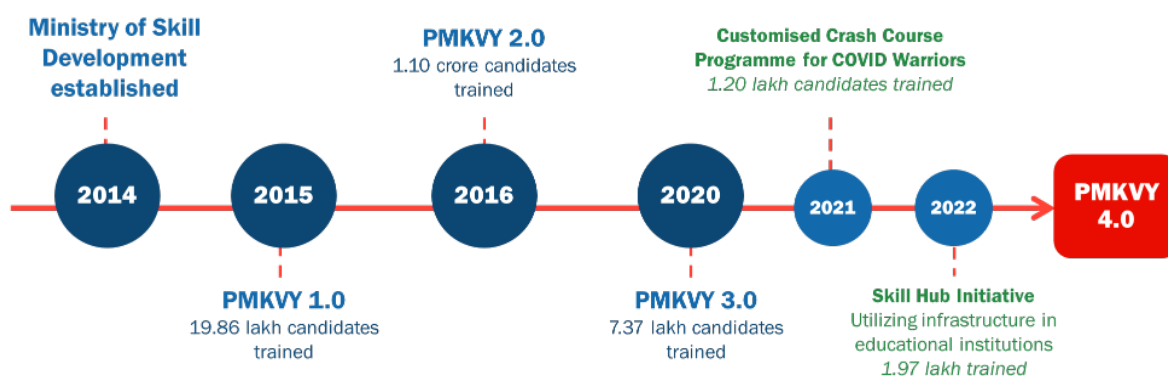 Ministry of Skill
Development
established
PMKVY 2.0
1.10 crore candidates
trained
Customised Crash Course
Programme for COVID Warriors
1.20 lakh candidates trained
2014
2015
2016
2020
2021
2022
PMKVY
4.0
PMKVY 1.0
19.86 lakh candidates
trained
PMKVY 3.0
7.37 lakh candidates
trained
Skill Hub Initiative
Utilizing infrastructure in
educational institutions
1.97 lakh trained